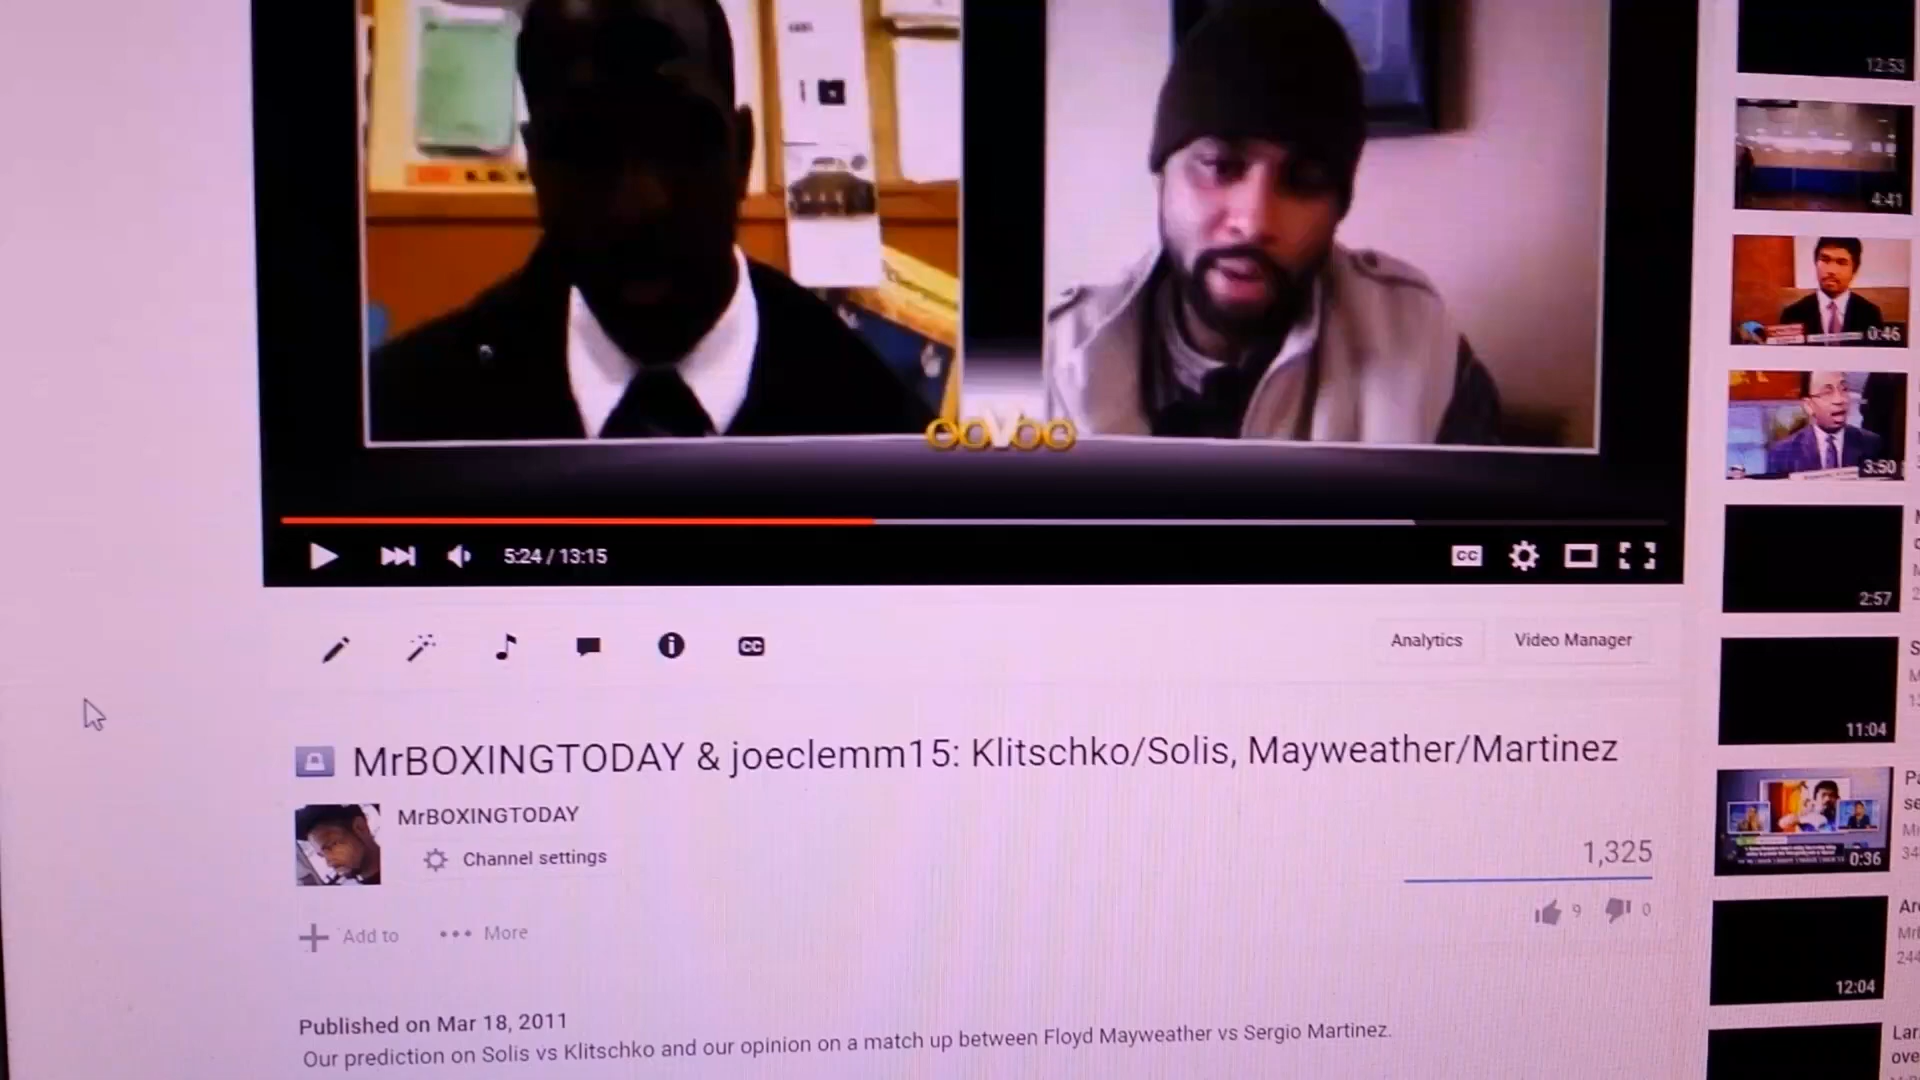 12:53
4:41
0:46
3:50
ooVoo
5:24 / 13:15
CC
2:57
CC
Analytics
Video Manager
11:04
MrBOXINGTODAY & joeclemm15: Klitschko/Solis, Mayweather/Martinez
MrBOXINGTODAY
Channel settings
1,325
0:36
9
0
Add to
More
12:04
Published on Mar 18, 2011
Our prediction on Solis vs Klitschko and our opinion on a match up between Floyd Mayweather vs Sergio Martinez.